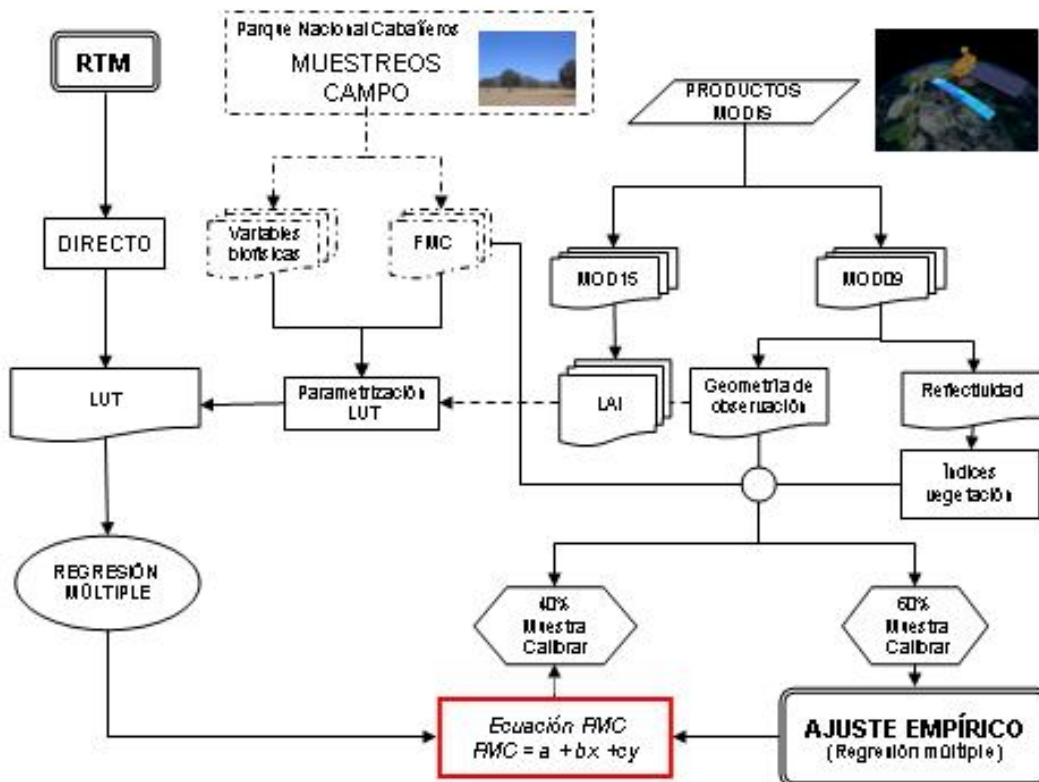 RTM
Parque Nacional Cabañeros
MUESTREOS
CAMPO
PRODUCTOS
MODIS
DIRECTO
Variables
biofísicas
FMC
MOD15
MOD09
LUT
Parametrización
LUT
LAI
Geometría de
observación
Reflectividad
Índices
vegetación
REGRESIÓN
MÚLTIPLE
40%
Muestra
Calibrar
60%
Muestra
Calibrar
Ecuación FMC
FMC = a + bx +cy
AJUSTE EMPÍRICO
(Regresión múltiple)